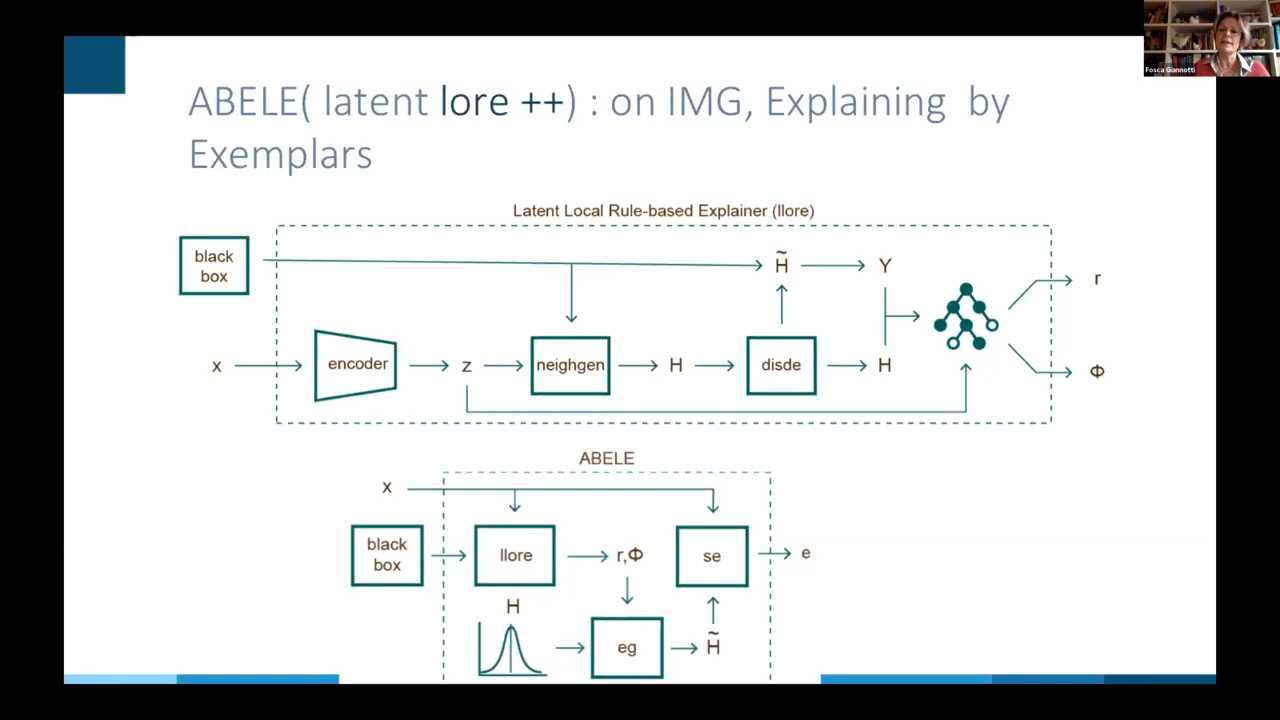 Fosca Giannotti
ABELE( latent lore ++) : on IMG, Explaining by
Exemplars
Latent Local Rule-based Explainer (llore)
black
box
H̃
Y
r
x
encoder
z
neighgen
H
disde
H
Φ
ABELE
x
black
box
llore
r,Φ
se
e
H
eg
H̃